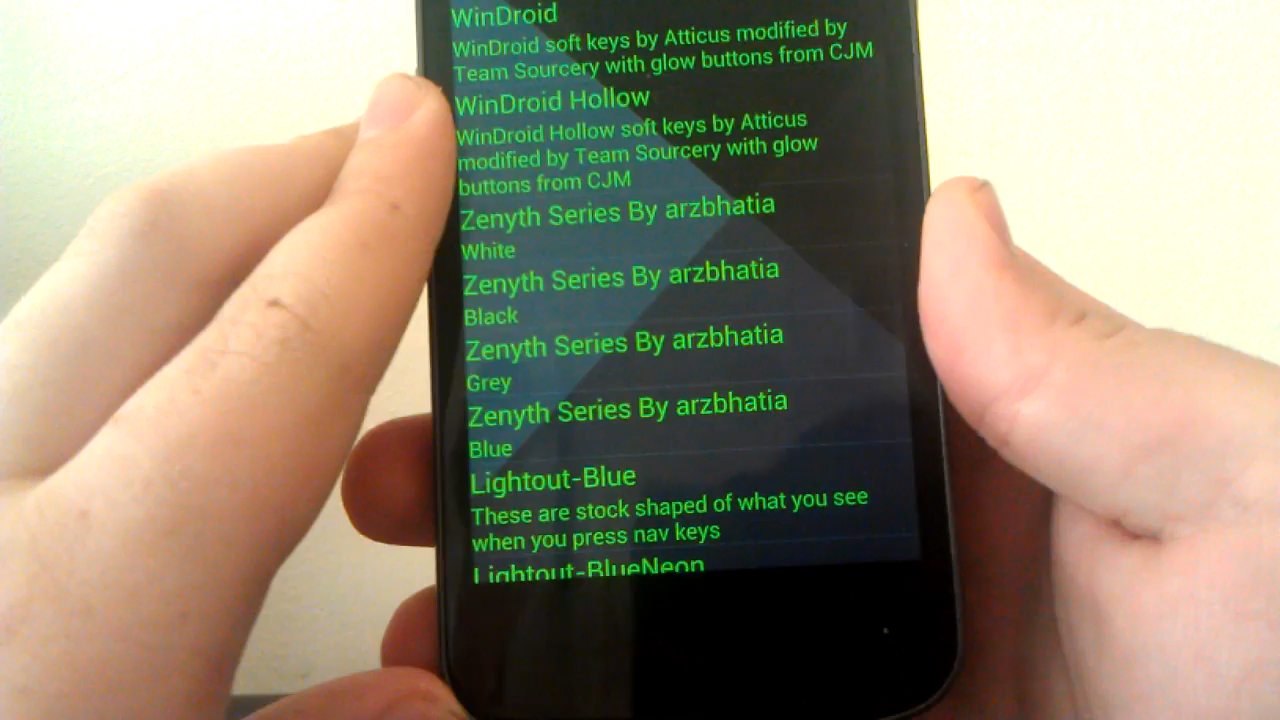 WinDroid
WinDroid soft keys by Atticus modified by
Team Sourcery with glow buttons from CJM
WinDroid Hollow
WinDroid Hollow soft keys by Atticus
modified by Team Sourcery with glow
buttons from CJM
Zenyth Series By arzbhatia
White
Zenyth Series By arzbhatia
Black
Zenyth Series By arzbhatia
Grey
Zenyth Series By arzbhatia
Blue
Lightout-Blue
These are stock shaped of what you see
when you press nav keys
Lightout-BlueNeon